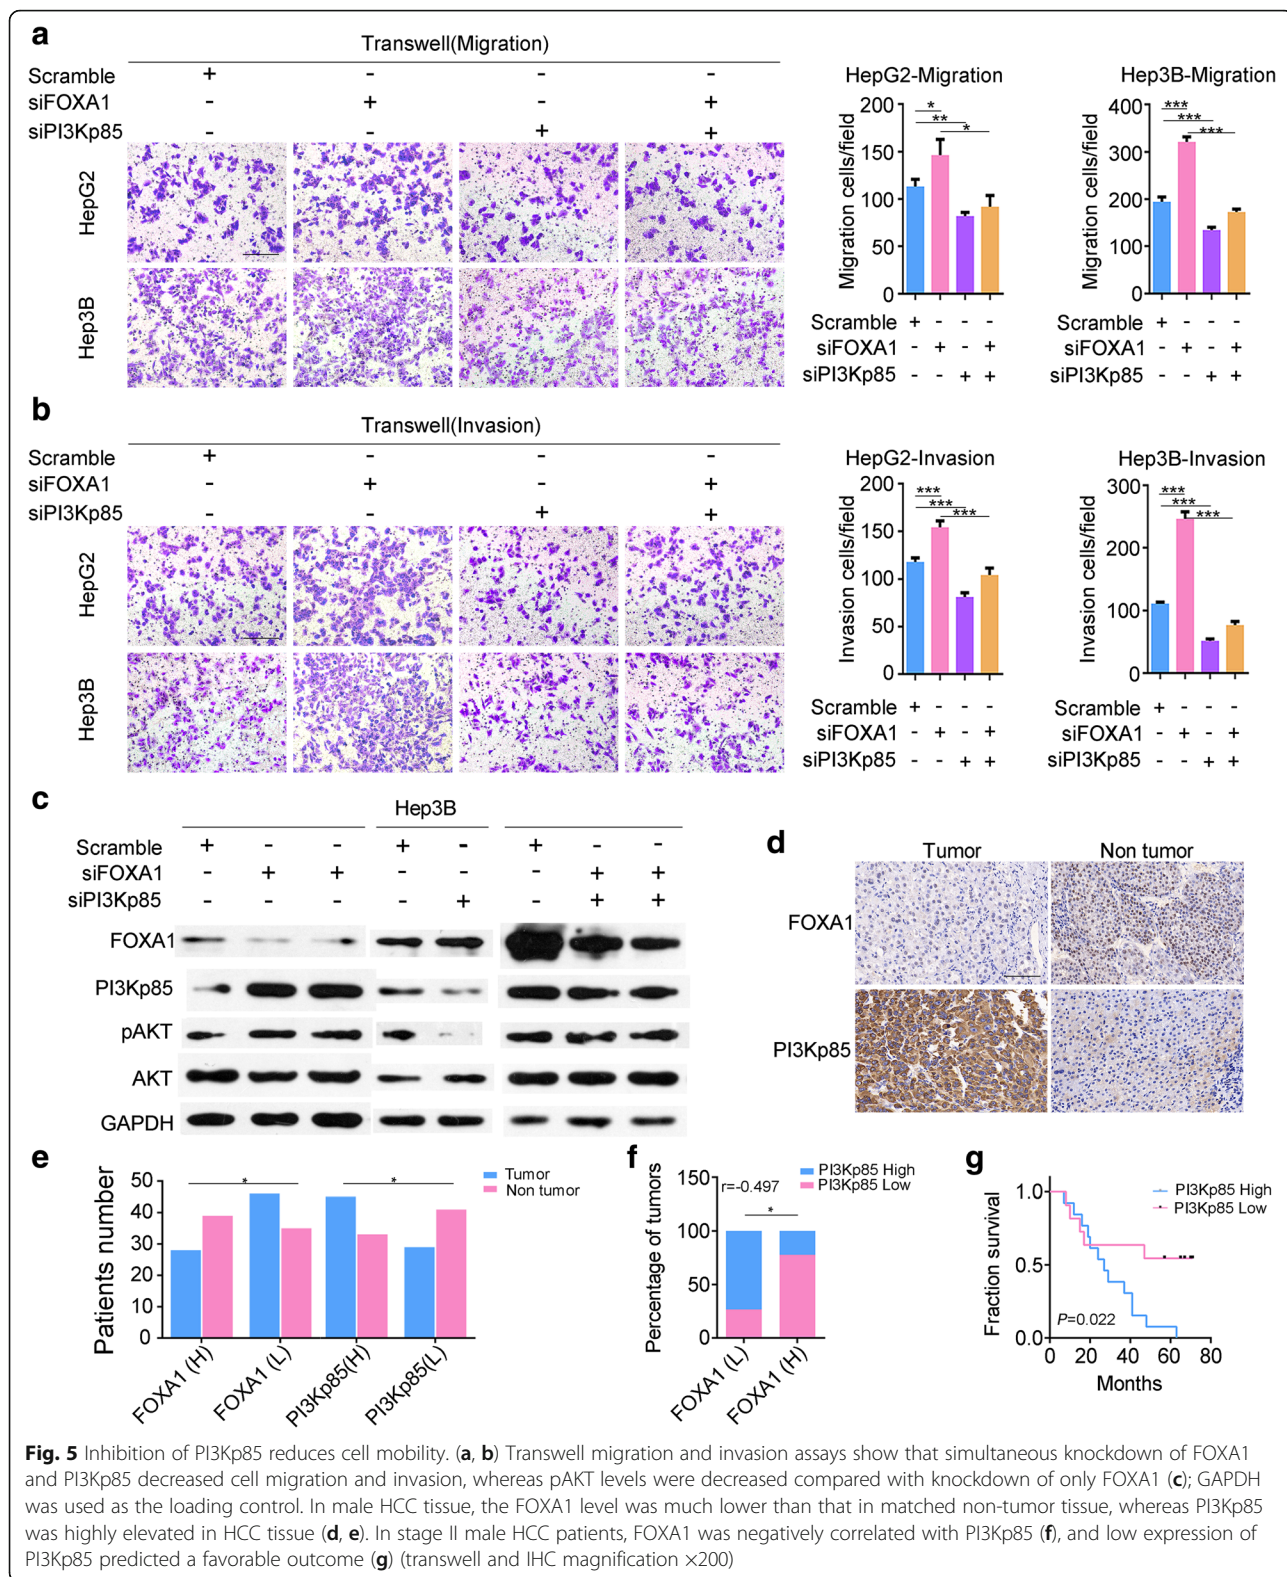 a
Transwell(Migration)
Scramble + - - -
siFOXA1 - + - +
siPI3Kp85 - - + +
HepG2
Hep3B
HepG2-Migration
Migration cells/field
200
150
100
50
0
* ** *
Scramble + - - -
siFOXA1 - + - +
siPI3Kp85 - - + +
Hep3B-Migration
Migration cells/field
400
300
200
100
0
*** *** ***
Scramble + - - -
siFOXA1 - + - +
siPI3Kp85 - - + +
b
Transwell(Invasion)
Scramble + - - -
siFOXA1 - + - +
siPI3Kp85 - - + +
HepG2
Hep3B
HepG2-Invasion
Invasion cells/field
200
150
100
50
0
*** *** ***
Scramble + - - -
siFOXA1 - + - +
siPI3Kp85 - - + +
Hep3B-Invasion
Invasion cells/field
300
200
100
0
*** *** ***
Scramble + - - -
siFOXA1 - + - +
siPI3Kp85 - - + +
c
Hep3B
Scramble + - - + - + - -
siFOXA1 - + + - - - + +
siPI3Kp85 - - - - + - + +
FOXA1
PI3Kp85
pAKT
AKT
GAPDH
d
Tumor Non tumor
FOXA1
PI3Kp85
e
Patients number
50
40
30
20
10
0
* *
Tumor
Non tumor
FOXA1 (H) FOXA1 (L) PI3Kp85(H) PI3Kp85(L)
f
Percentage of tumors
150
100
50
0
r=-0.497
*
PI3Kp85 High
PI3Kp85 Low
FOXA1 (L) FOXA1 (H)
g
Fraction survival
1.0
0.5
0.0
PI3Kp85 High
PI3Kp85 Low
P=0.022
0 20 40 60 80
Months
Fig. 5 Inhibition of PI3Kp85 reduces cell mobility. (a, b) Transwell migration and invasion assays show that simultaneous knockdown of FOXA1
and PI3Kp85 decreased cell migration and invasion, whereas pAKT levels were decreased compared with knockdown of only FOXA1 (c); GAPDH
was used as the loading control. In male HCC tissue, the FOXA1 level was much lower than that in matched non-tumor tissue, whereas PI3Kp85
was highly elevated in HCC tissue (d, e). In stage II male HCC patients, FOXA1 was negatively correlated with PI3Kp85 (f), and low expression of
PI3Kp85 predicted a favorable outcome (g) (transwell and IHC magnification ×200)